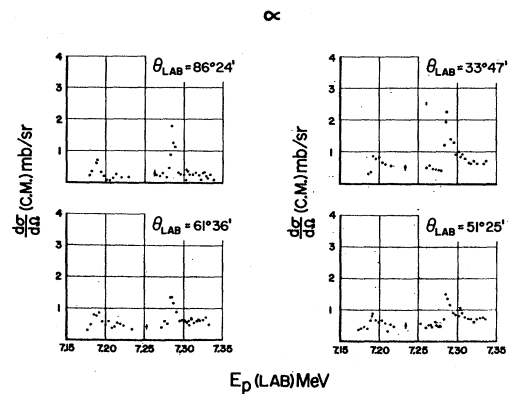 ∝
4
θLAB = 86°24'
3
2
1
dσ/dΩ (C.M.) mb/sr
4
θLAB = 33°47'
3
2
1
dσ/dΩ (C.M.) mb/sr
4
θLAB = 61°36'
3
2
1
7.15 7.20 7.25 7.30 7.35
4
θLAB = 51°25'
3
2
1
7.15 7.20 7.25 7.30 7.35
Ep (LAB) MeV